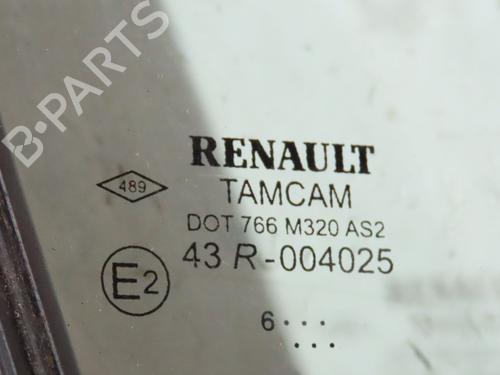 B-PARTS
RENAULT
489
TAMCAM
DOT 766 M320 AS2
43 R-004025
E2
6...
...